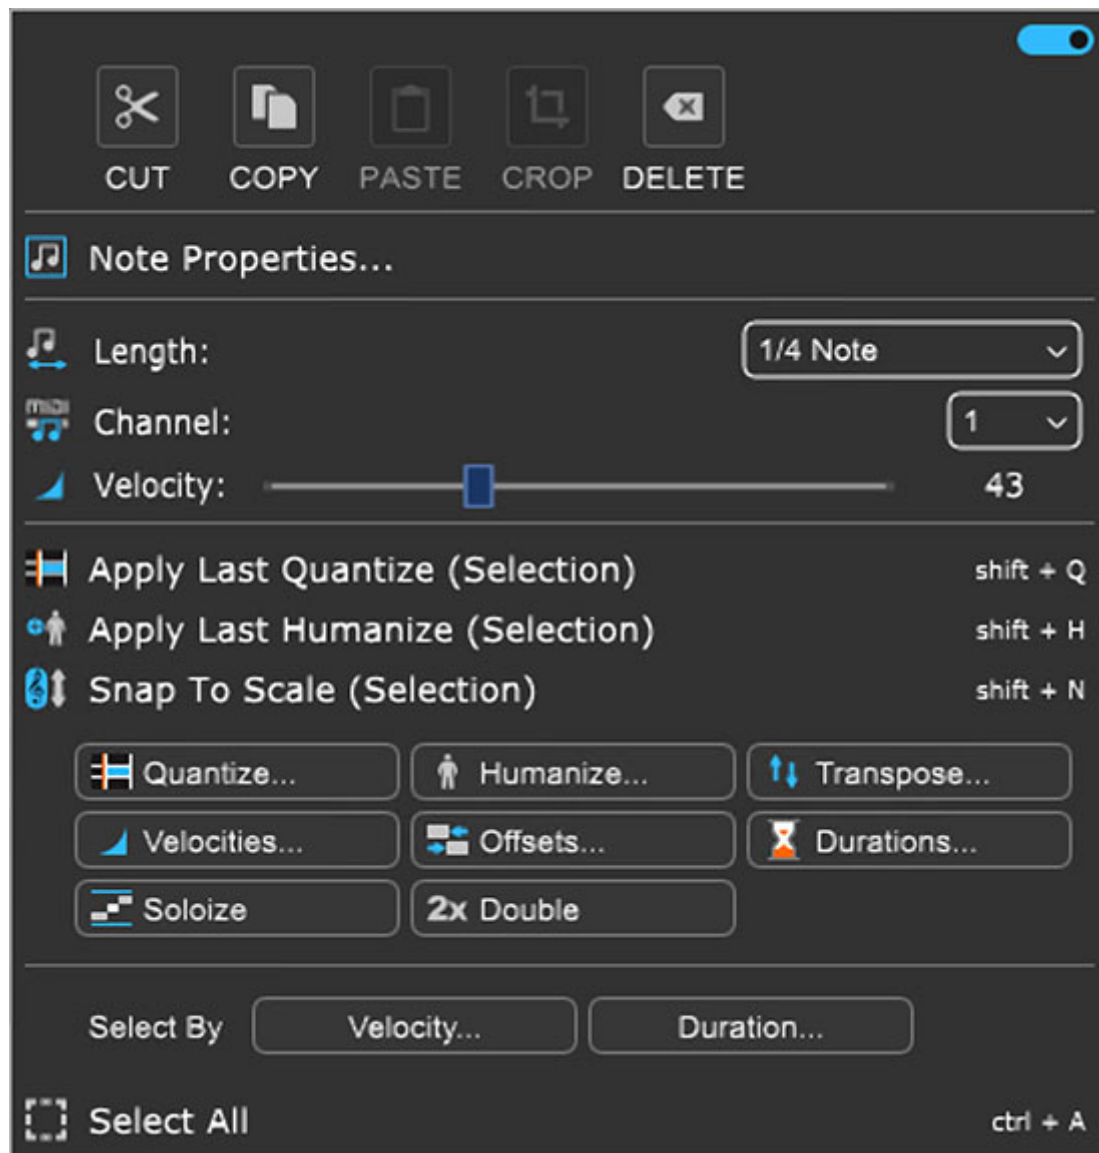 CUT COPY PASTE CROP DELETE
Note Properties...
Length: 1/4 Note
midi
Channel: 1
Velocity: 43
Apply Last Quantize (Selection) shift + Q
Apply Last Humanize (Selection) shift + H
Snap To Scale (Selection) shift + N
Quantize... Humanize... Transpose...
Velocities... Offsets... Durations...
Soloize 2x Double
Select By Velocity... Duration...
Select All ctrl + A